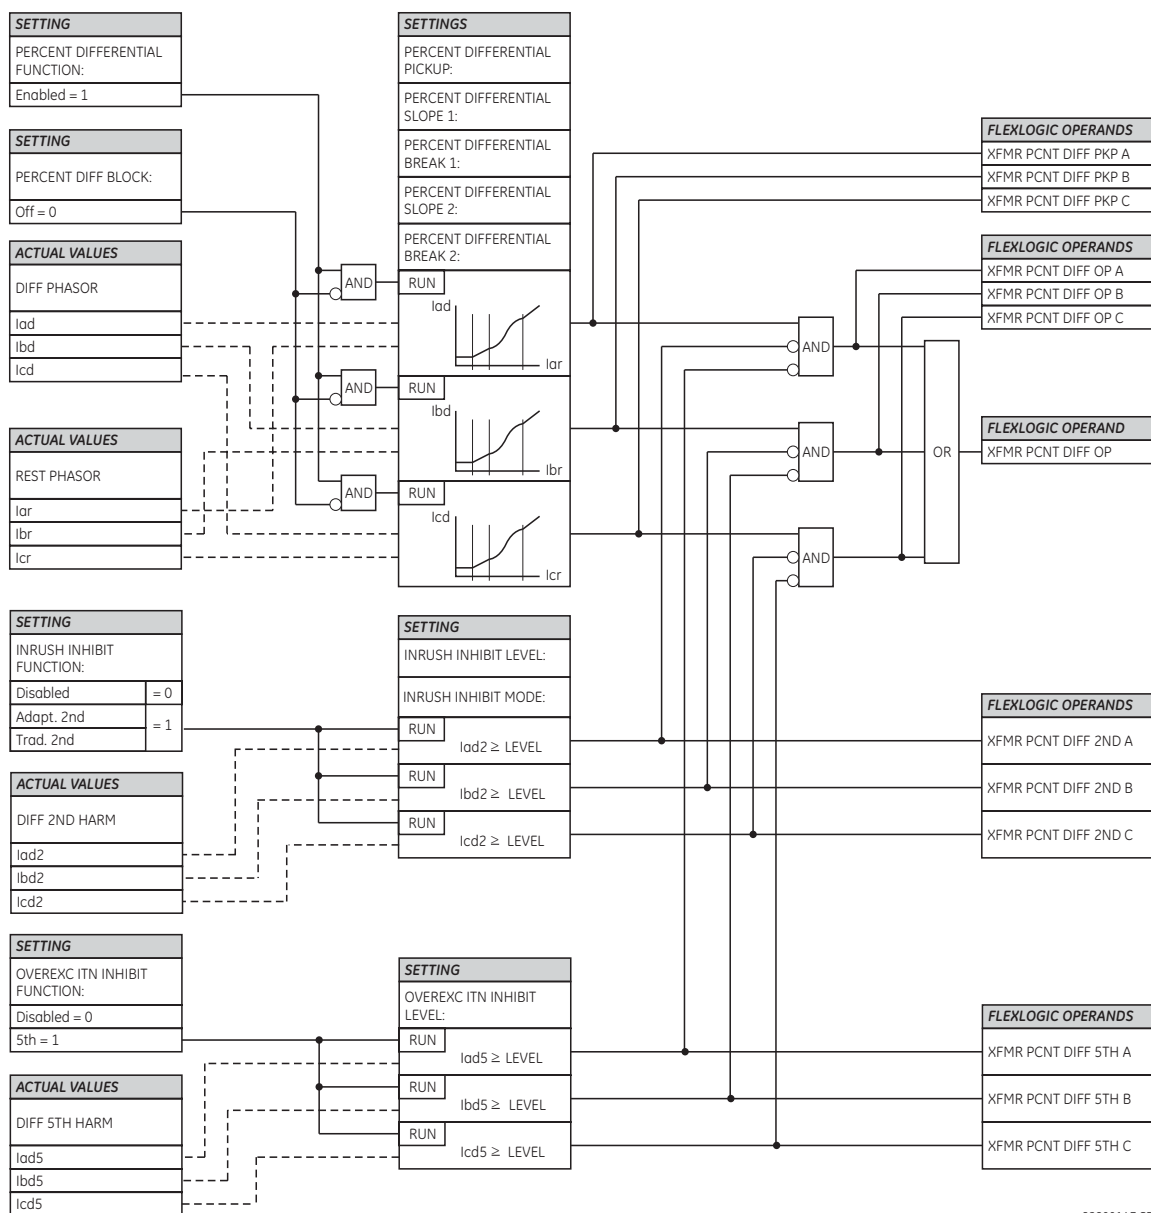 SETTING
PERCENT DIFFERENTIAL
FUNCTION:
Enabled = 1
SETTING
PERCENT DIFF BLOCK:
Off = 0
ACTUAL VALUES
DIFF PHASOR
Iad
Ibd
Icd
ACTUAL VALUES
REST PHASOR
Iar
Ibr
Icr
SETTING
INRUSH INHIBIT
FUNCTION:
Disabled = 0
Adapt. 2nd
= 1
Trad. 2nd
ACTUAL VALUES
DIFF 2ND HARM
Iad2
Ibd2
Icd2
SETTING
OVEREXC ITN INHIBIT
FUNCTION:
Disabled = 0
5th = 1
ACTUAL VALUES
DIFF 5TH HARM
Iad5
Ibd5
Icd5
AND
AND
AND
SETTINGS
PERCENT DIFFERENTIAL
PICKUP:
PERCENT DIFFERENTIAL
SLOPE 1:
PERCENT DIFFERENTIAL
BREAK 1:
PERCENT DIFFERENTIAL
SLOPE 2:
PERCENT DIFFERENTIAL
BREAK 2:
RUN
Iad
Iar
RUN
Ibd
Ibr
RUN
Icd
Icr
SETTING
INRUSH INHIBIT LEVEL:
INRUSH INHIBIT MODE:
RUN
Iad2 ≥ LEVEL
RUN
Ibd2 ≥ LEVEL
RUN
Icd2 ≥ LEVEL
SETTING
OVEREXC ITN INHIBIT
LEVEL:
RUN
Iad5 ≥ LEVEL
RUN
Ibd5 ≥ LEVEL
RUN
Icd5 ≥ LEVEL
AND
AND
AND
OR
FLEXLOGIC OPERANDS
XFMR PCNT DIFF PKP A
XFMR PCNT DIFF PKP B
XFMR PCNT DIFF PKP C
FLEXLOGIC OPERANDS
XFMR PCNT DIFF OP A
XFMR PCNT DIFF OP B
XFMR PCNT DIFF OP C
FLEXLOGIC OPERAND
XFMR PCNT DIFF OP
FLEXLOGIC OPERANDS
XFMR PCNT DIFF 2ND A
XFMR PCNT DIFF 2ND B
XFMR PCNT DIFF 2ND C
FLEXLOGIC OPERANDS
XFMR PCNT DIFF 5TH A
XFMR PCNT DIFF 5TH B
XFMR PCNT DIFF 5TH C